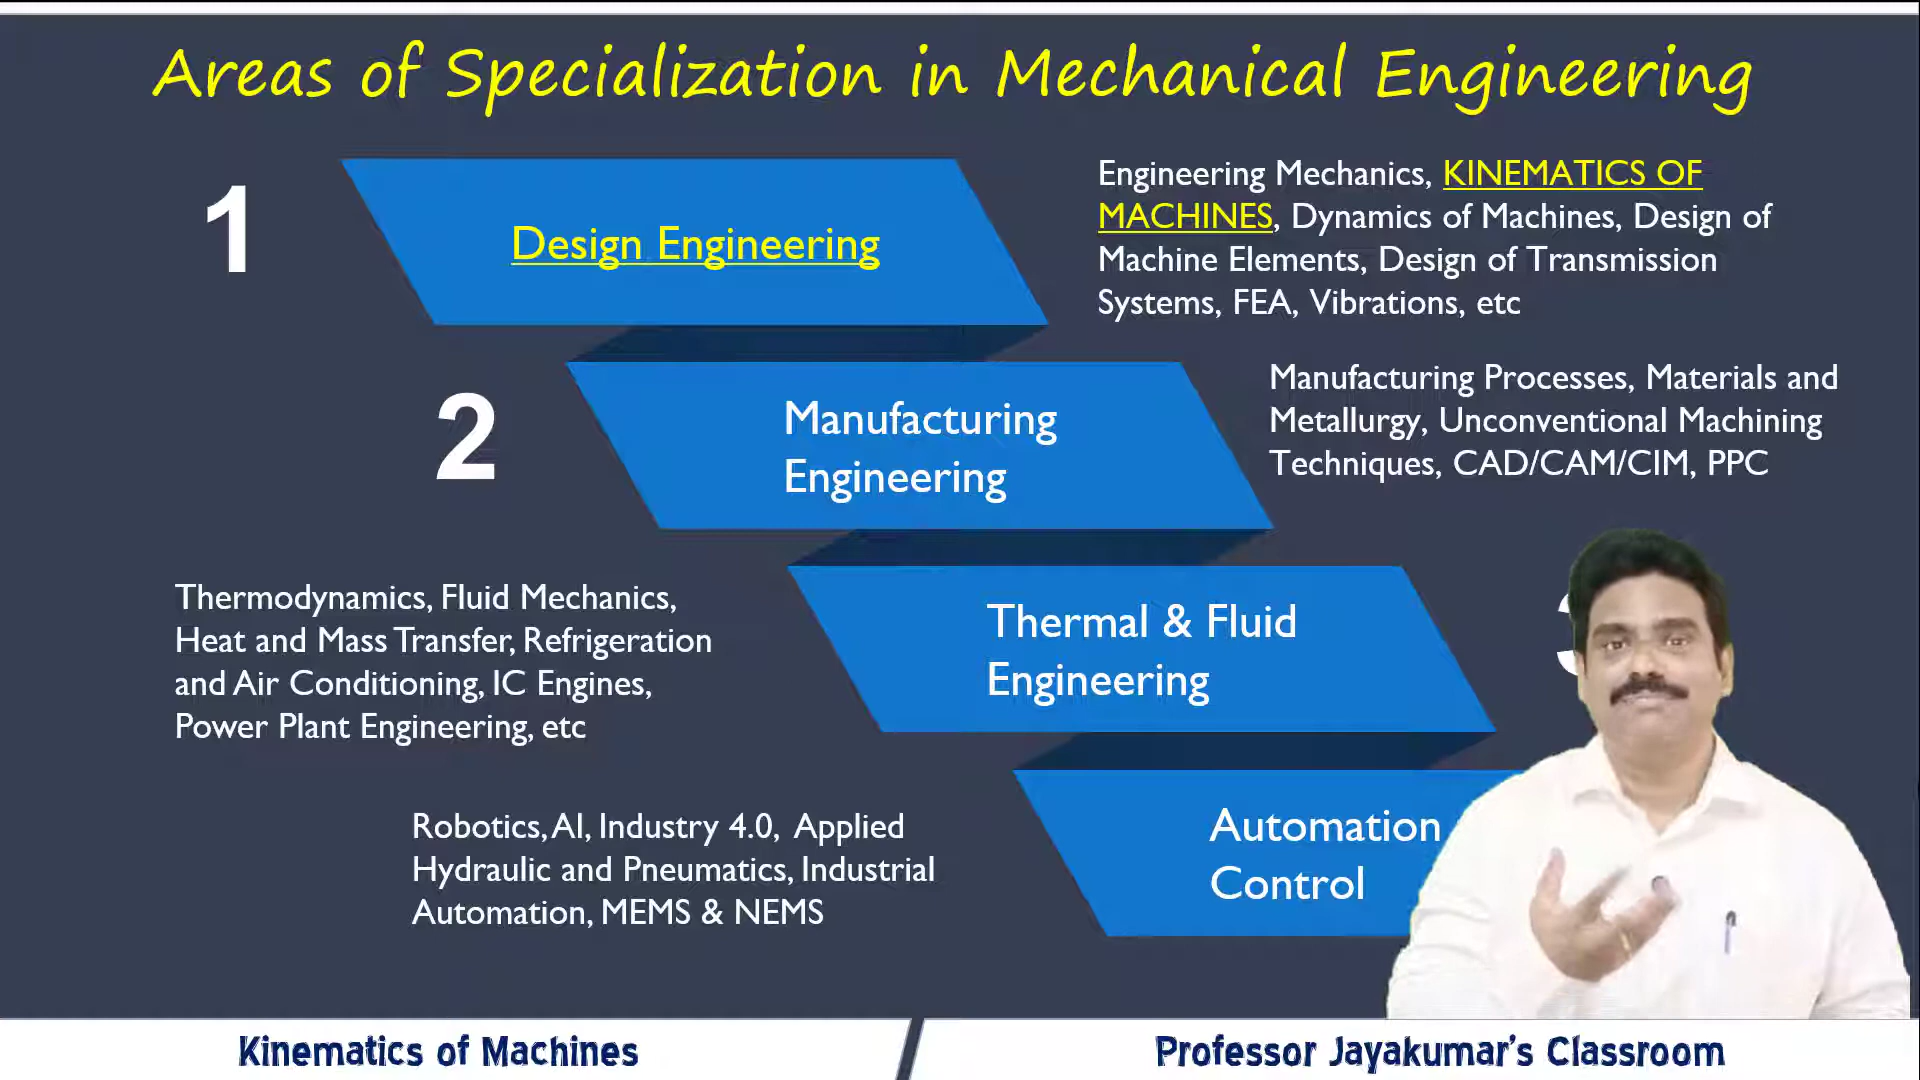 Areas of Specialization in Mechanical Engineering
1
Design Engineering
Engineering Mechanics, KINEMATICS OF
MACHINES, Dynamics of Machines, Design of
Machine Elements, Design of Transmission
Systems, FEA, Vibrations, etc
2
Manufacturing
Engineering
Manufacturing Processes, Materials and
Metallurgy, Unconventional Machining
Techniques, CAD/CAM/CIM, PPC
Thermodynamics, Fluid Mechanics,
Heat and Mass Transfer, Refrigeration
and Air Conditioning, IC Engines,
Power Plant Engineering, etc
Thermal & Fluid
Engineering
Robotics, AI, Industry 4.0, Applied
Hydraulic and Pneumatics, Industrial
Automation, MEMS & NEMS
Automation
Control
Kinematics of Machines
Professor Jayakumar's Classroom